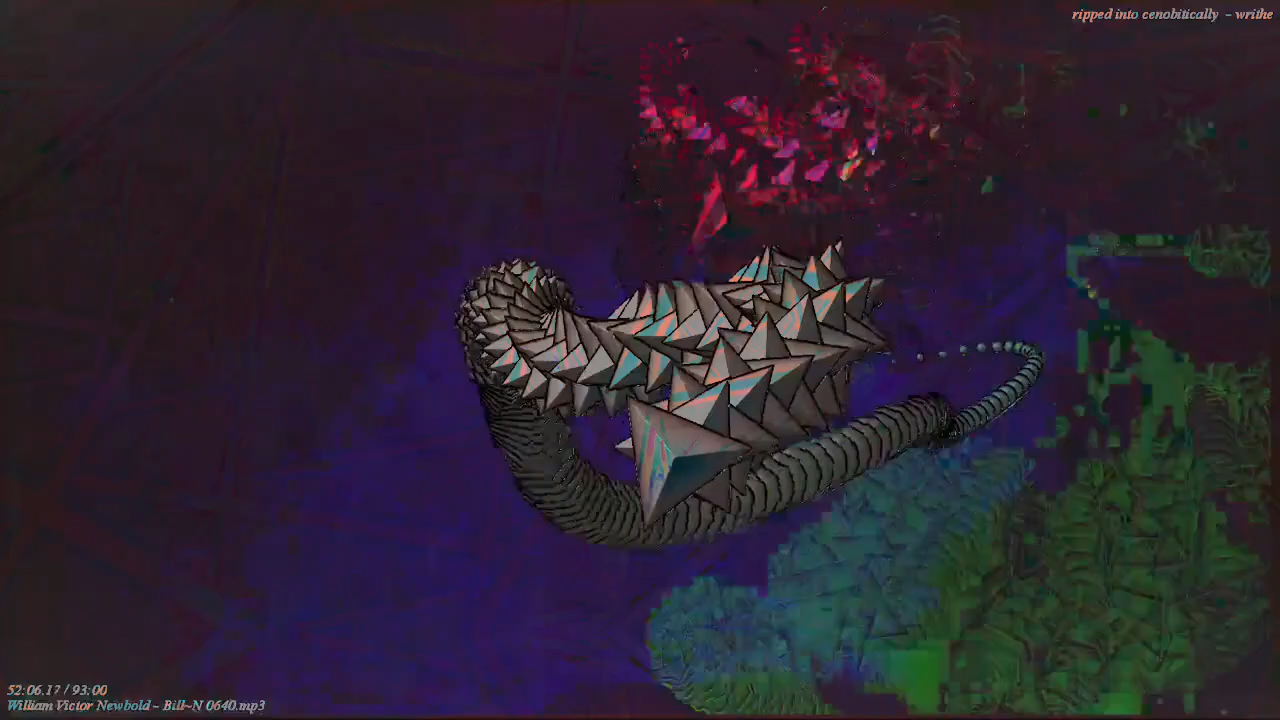 ripped into cenobitically - writhe
52:06.17 / 93:00
William Victor Newbold - Bill~N 0640.mp3